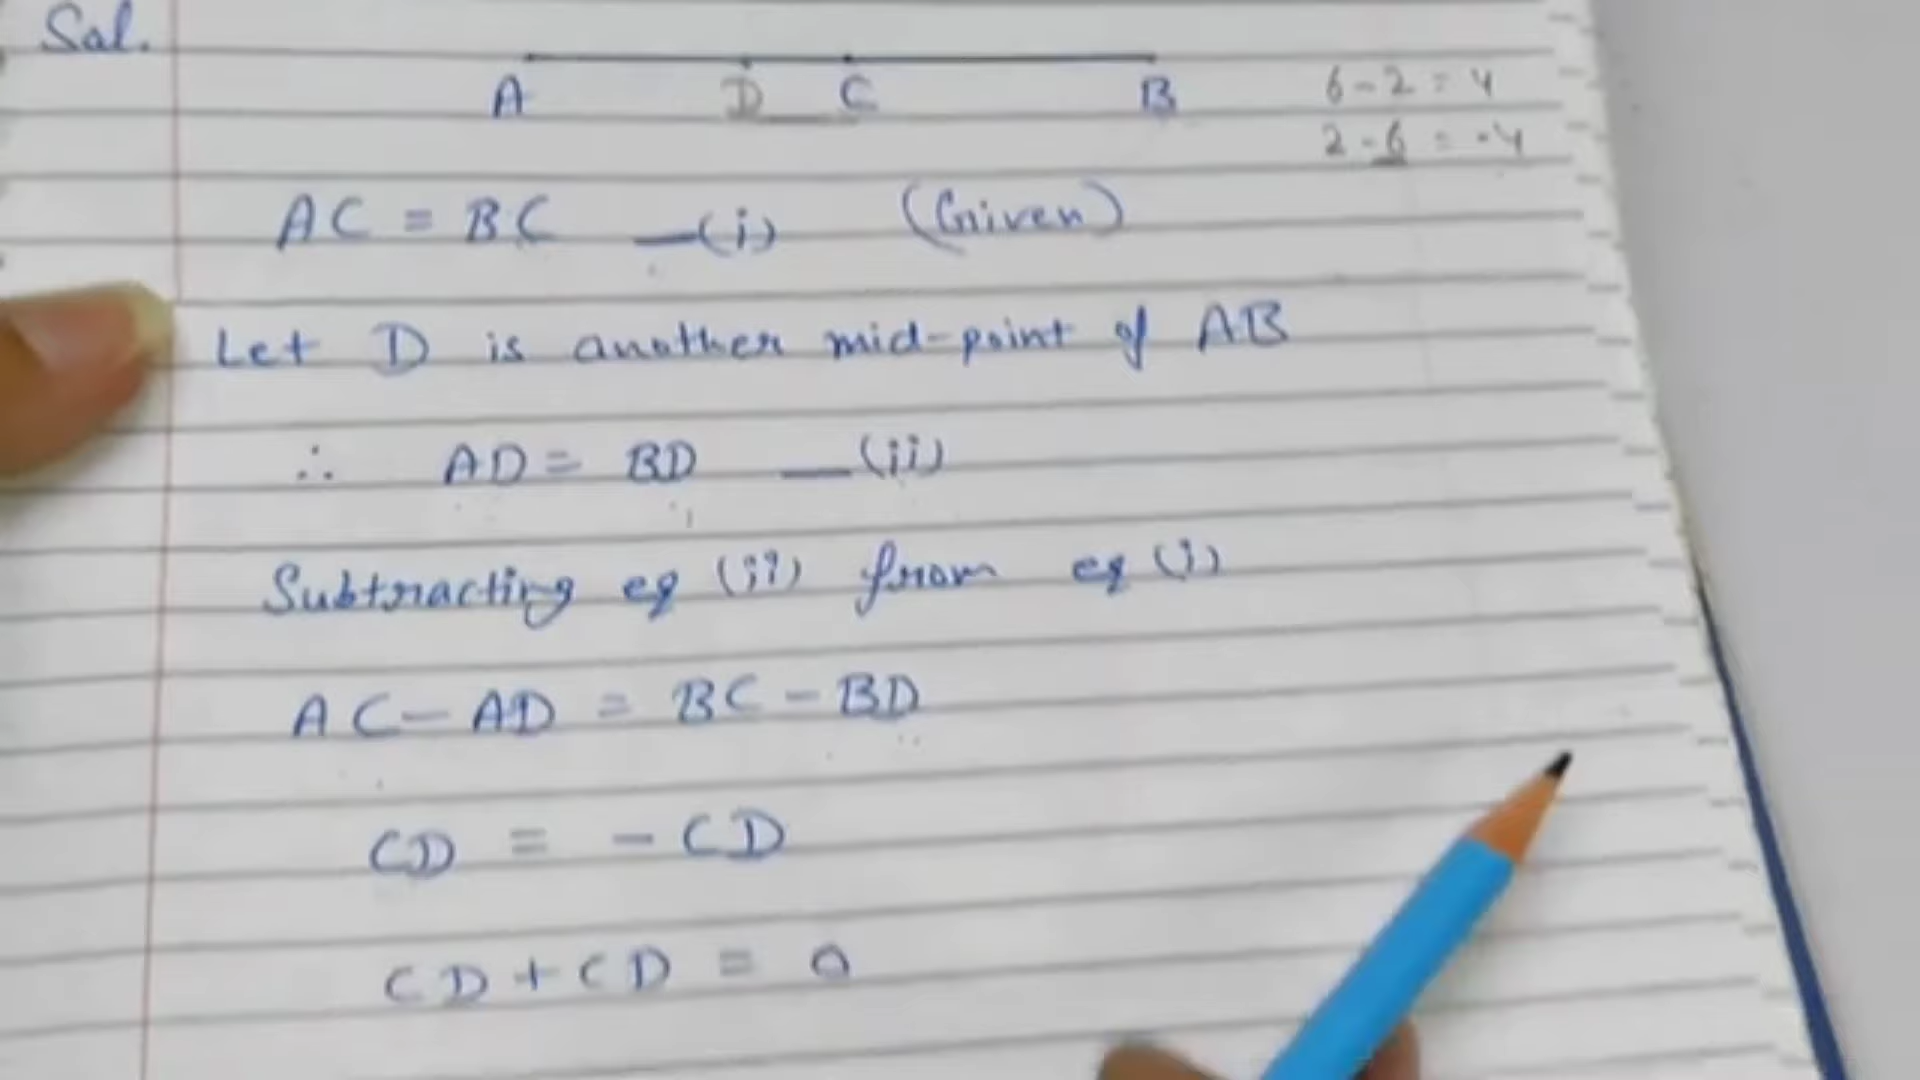 Sol.
A D C B
6 - 2 = 4
2 - 6 = -4
AC = BC —(i) (Given)
Let D is another mid-point of AB
∴ AD = BD —(ii)
Subtracting eq (ii) from eq (i)
AC - AD = BC - BD
CD = - CD
CD + CD = 0